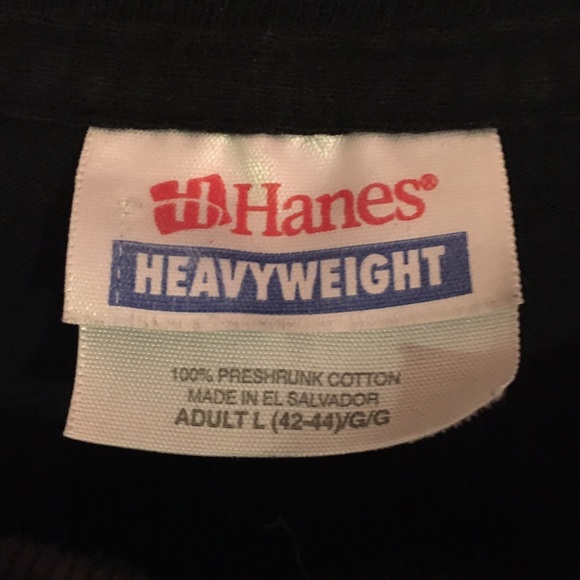 Hanes®
HEAVYWEIGHT
100% PRESHRUNK COTTON
MADE IN EL SALVADOR
ADULT L (42-44)/G/G